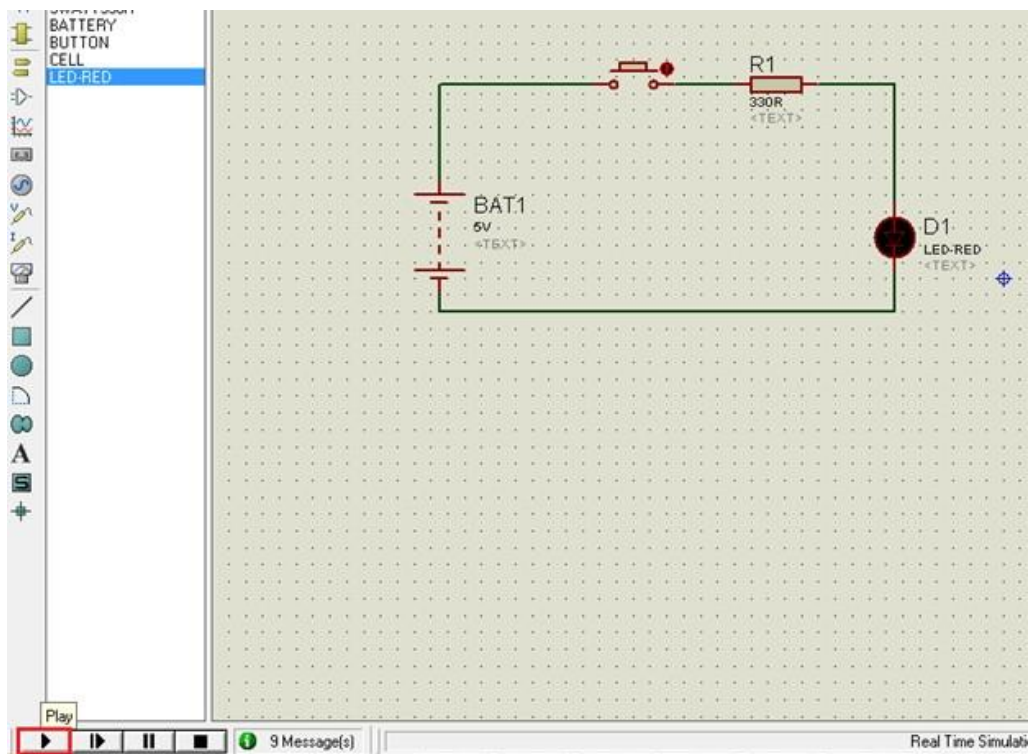 BATTERY
BUTTON
CELL
LED-RED
R1
330R
<TEXT>
BAT1
5V
<TEXT>
D1
LED-RED
<TEXT>
A
S
Play
9 Message(s)
Real Time Simulati